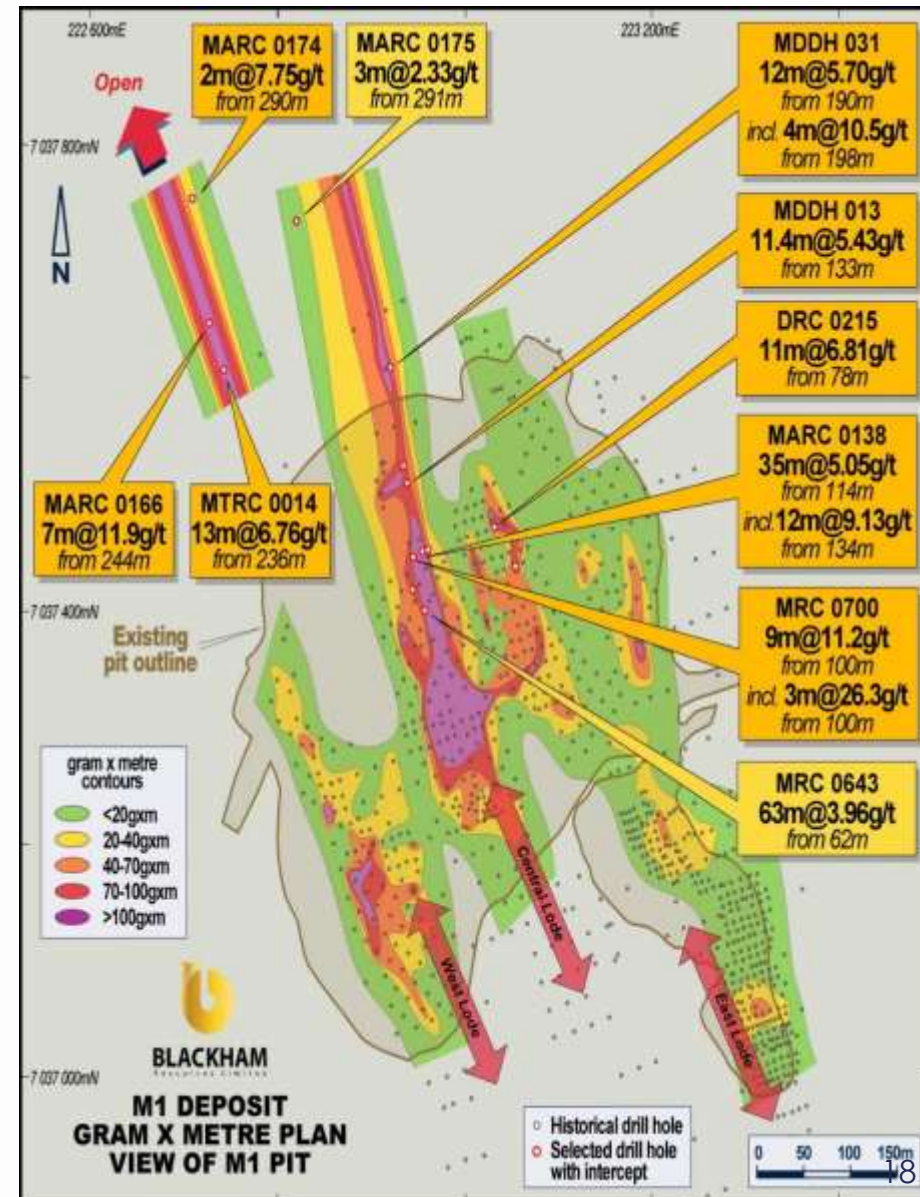 222 600mE
223 200mE
Open
MARC 0174
2m@7.75g/t
from 290m
MARC 0175
3m@2.33g/t
from 291m
MDDH 031
12m@5.70g/t
from 190m
incl. 4m@10.5g/t
from 198m
7 037 800mN
N
MDDH 013
11.4m@5.43g/t
from 133m
DRC 0215
11m@6.81g/t
from 78m
MARC 0138
35m@5.05g/t
from 114m
incl. 12m@9.13g/t
from 134m
MARC 0166
7m@11.9g/t
from 244m
MTRC 0014
13m@6.76g/t
from 236m
7 037 400mN
Existing
pit outline
MRC 0700
9m@11.2g/t
from 100m
incl. 3m@26.3g/t
from 100m
MRC 0643
63m@3.96g/t
from 62m
gram x metre
contours
<20gxm
20-40gxm
40-70gxm
70-100gxm
>100gxm
Central Lode
West Lode
East Lode
BLACKHAM
Resources Limited
7 037 000mN
M1 DEPOSIT
GRAM X METRE PLAN
VIEW OF M1 PIT
Historical drill hole
Selected drill hole
with intercept
0 50 100 150m
18